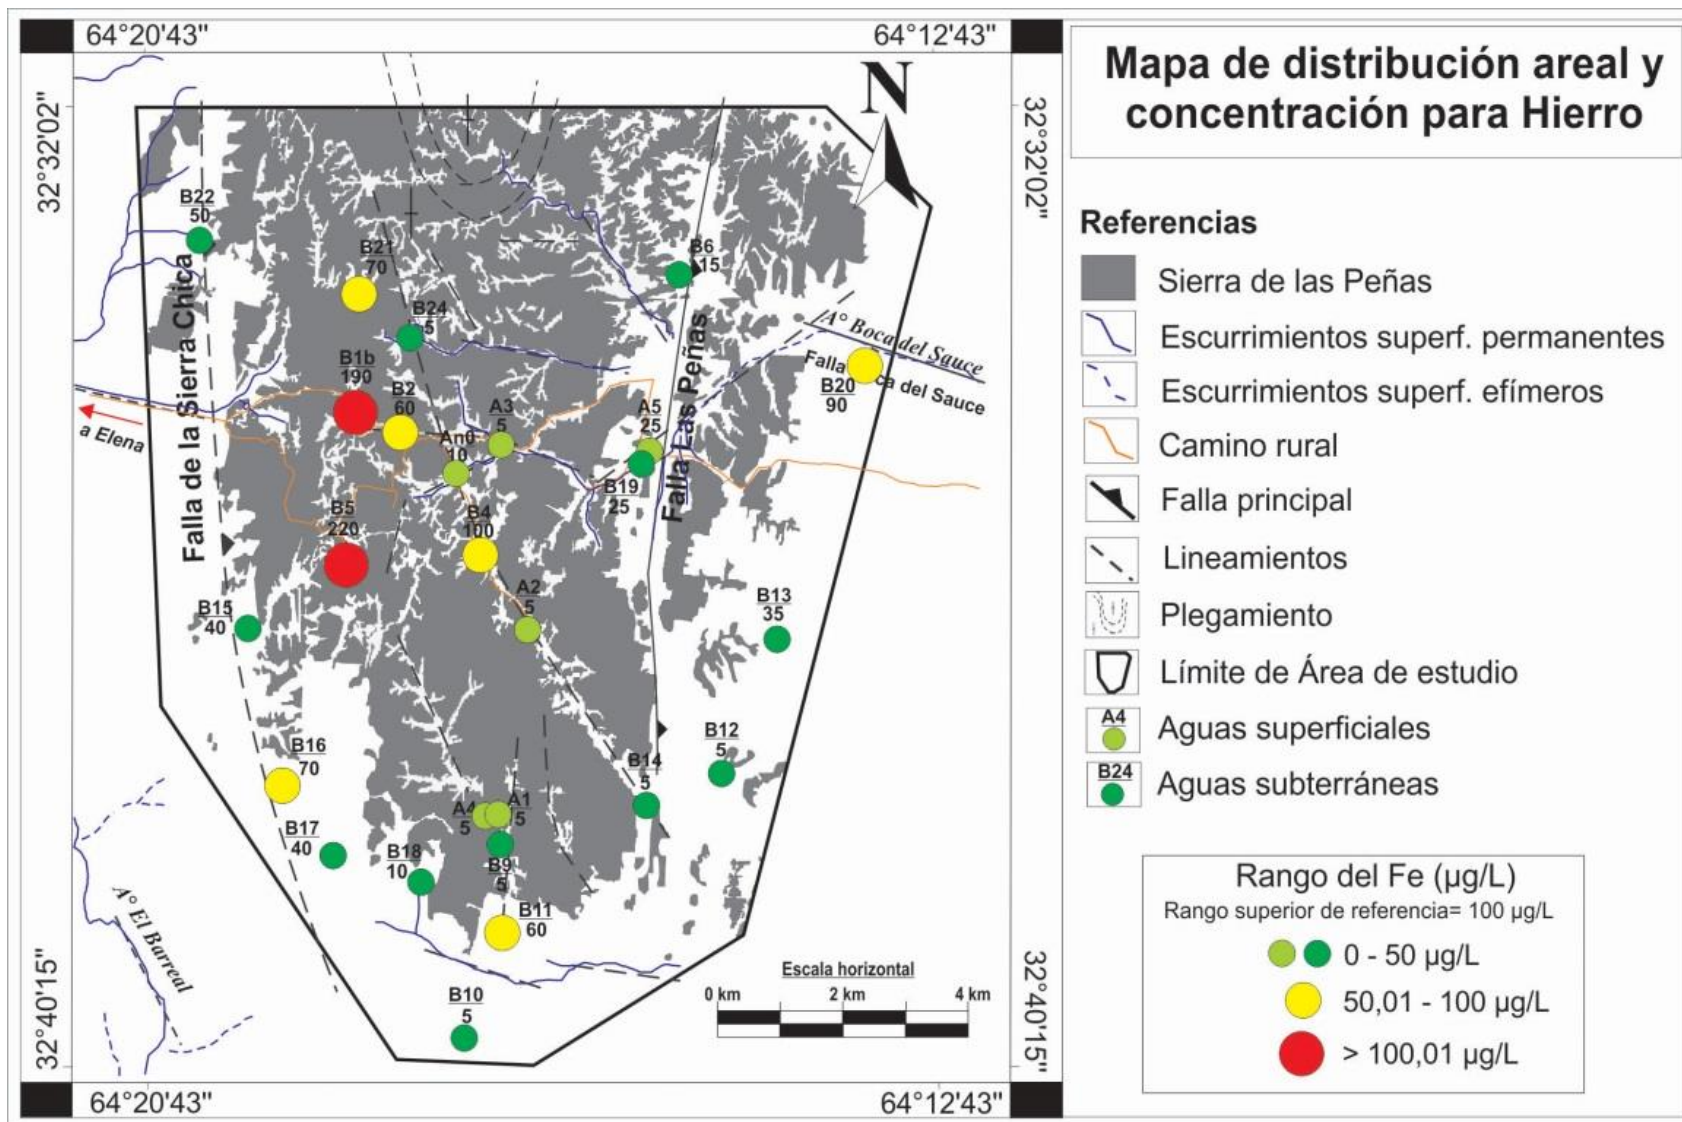 64°20'43"
64°12'43"
32°32'02"
32°32'02"
B22
50
B21
70
B6
15
B24
5
Falla de la Sierra Chica
Falla Las Peñas
A° Boca del Sauce
del Sauce
B20
90
B1b
190
B2
60
A3
5
A5
25
An0
10
a Elena
B19
25
B5
220
B4
100
A2
5
B15
40
B13
35
B12
5
B14
5
B16
70
A4
5
A1
5
B17
40
B18
10
B9
5
B11
60
A° El Barreal
B10
5
Escala horizontal
0 km
2 km
4 km
32°40'15"
32°40'15"
64°20'43"
64°12'43"
N
Mapa de distribución areal y
concentración para Hierro
Referencias
Sierra de las Peñas
Escurrimientos superf. permanentes
Escurrimientos superf. efímeros
Camino rural
Falla principal
Lineamientos
Plegamiento
Límite de Área de estudio
A4
Aguas superficiales
B24
Aguas subterráneas
Rango del Fe (µg/L)
Rango superior de referencia= 100 µg/L
0 - 50 µg/L
50,01 - 100 µg/L
> 100,01 µg/L